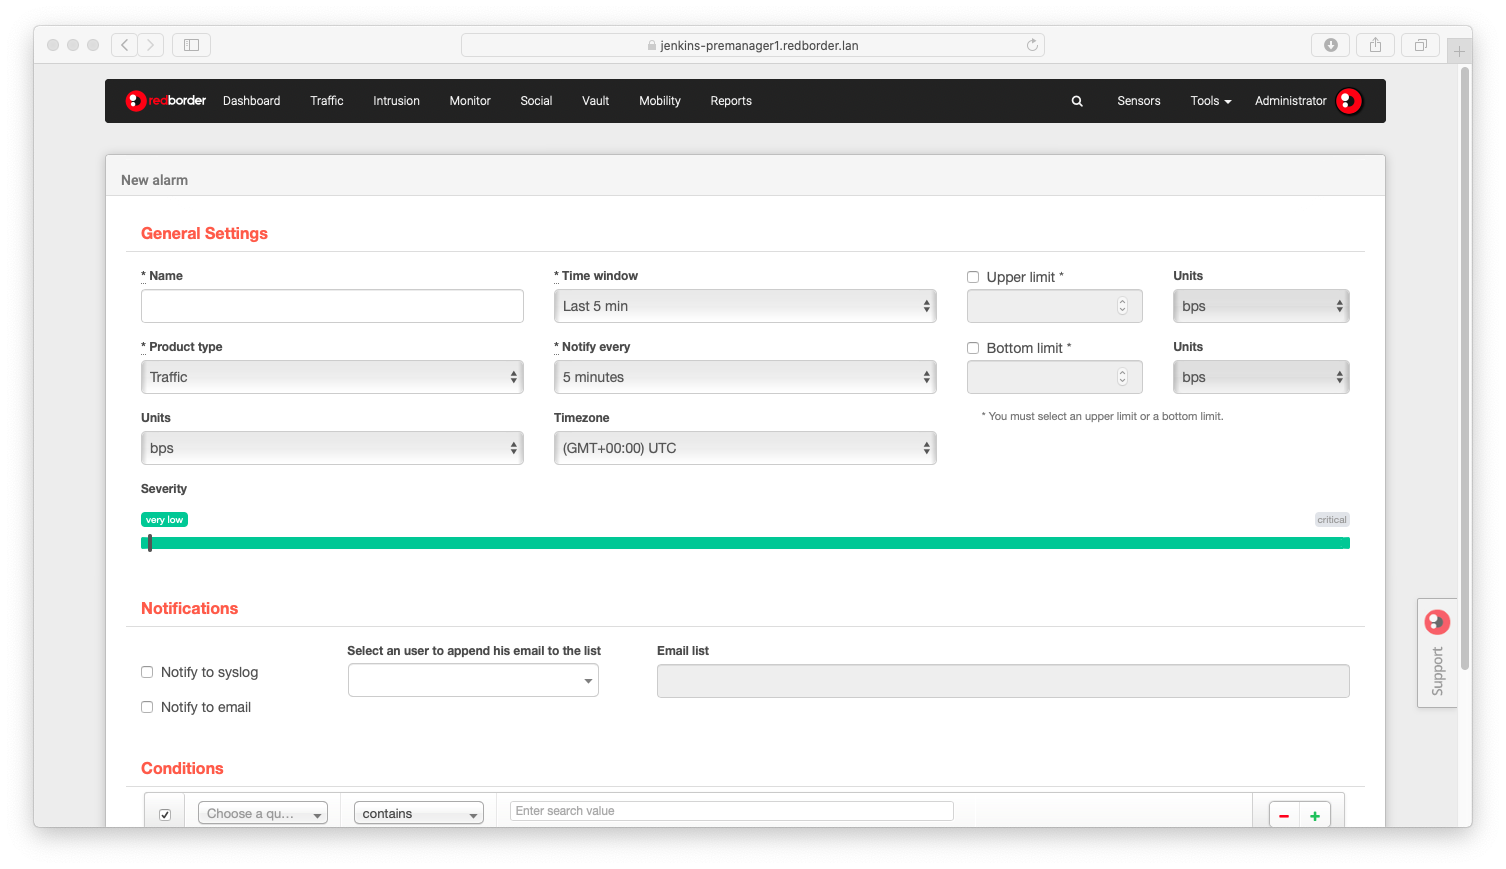 jenkins-premanager1.redborder.lan
redborder Dashboard Traffic Intrusion Monitor Social Vault Mobility Reports Sensors Tools Administrator
New alarm
General Settings
* Name * Time window Upper limit * Units
Last 5 min bps
* Product type * Notify every Bottom limit * Units
Traffic 5 minutes bps
Units Timezone * You must select an upper limit or a bottom limit.
bps (GMT+00:00) UTC
Severity
very low critical
Notifications
Select an user to append his email to the list Email list
Notify to syslog
Notify to email
Support
Conditions
Choose a qu... contains Enter search value